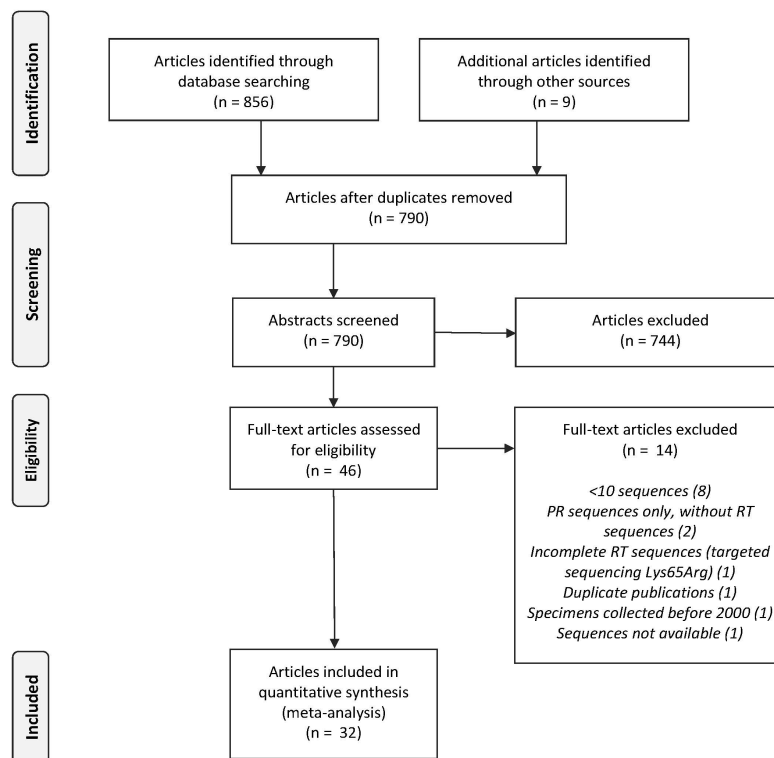 Identification
Articles identified through
database searching
(n = 856)
Additional articles identified
through other sources
(n = 9)
Articles after duplicates removed
(n = 790)
Screening
Abstracts screened
(n = 790)
Articles excluded
(n = 744)
Eligibility
Full-text articles assessed
for eligibility
(n = 46)
Full-text articles excluded
(n = 14)
<10 sequences (8)
PR sequences only, without RT
sequences (2)
Incomplete RT sequences (targeted
sequencing Lys65Arg) (1)
Duplicate publications (1)
Specimens collected before 2000 (1)
Sequences not available (1)
Included
Articles included in
quantitative synthesis
(meta-analysis)
(n = 32)